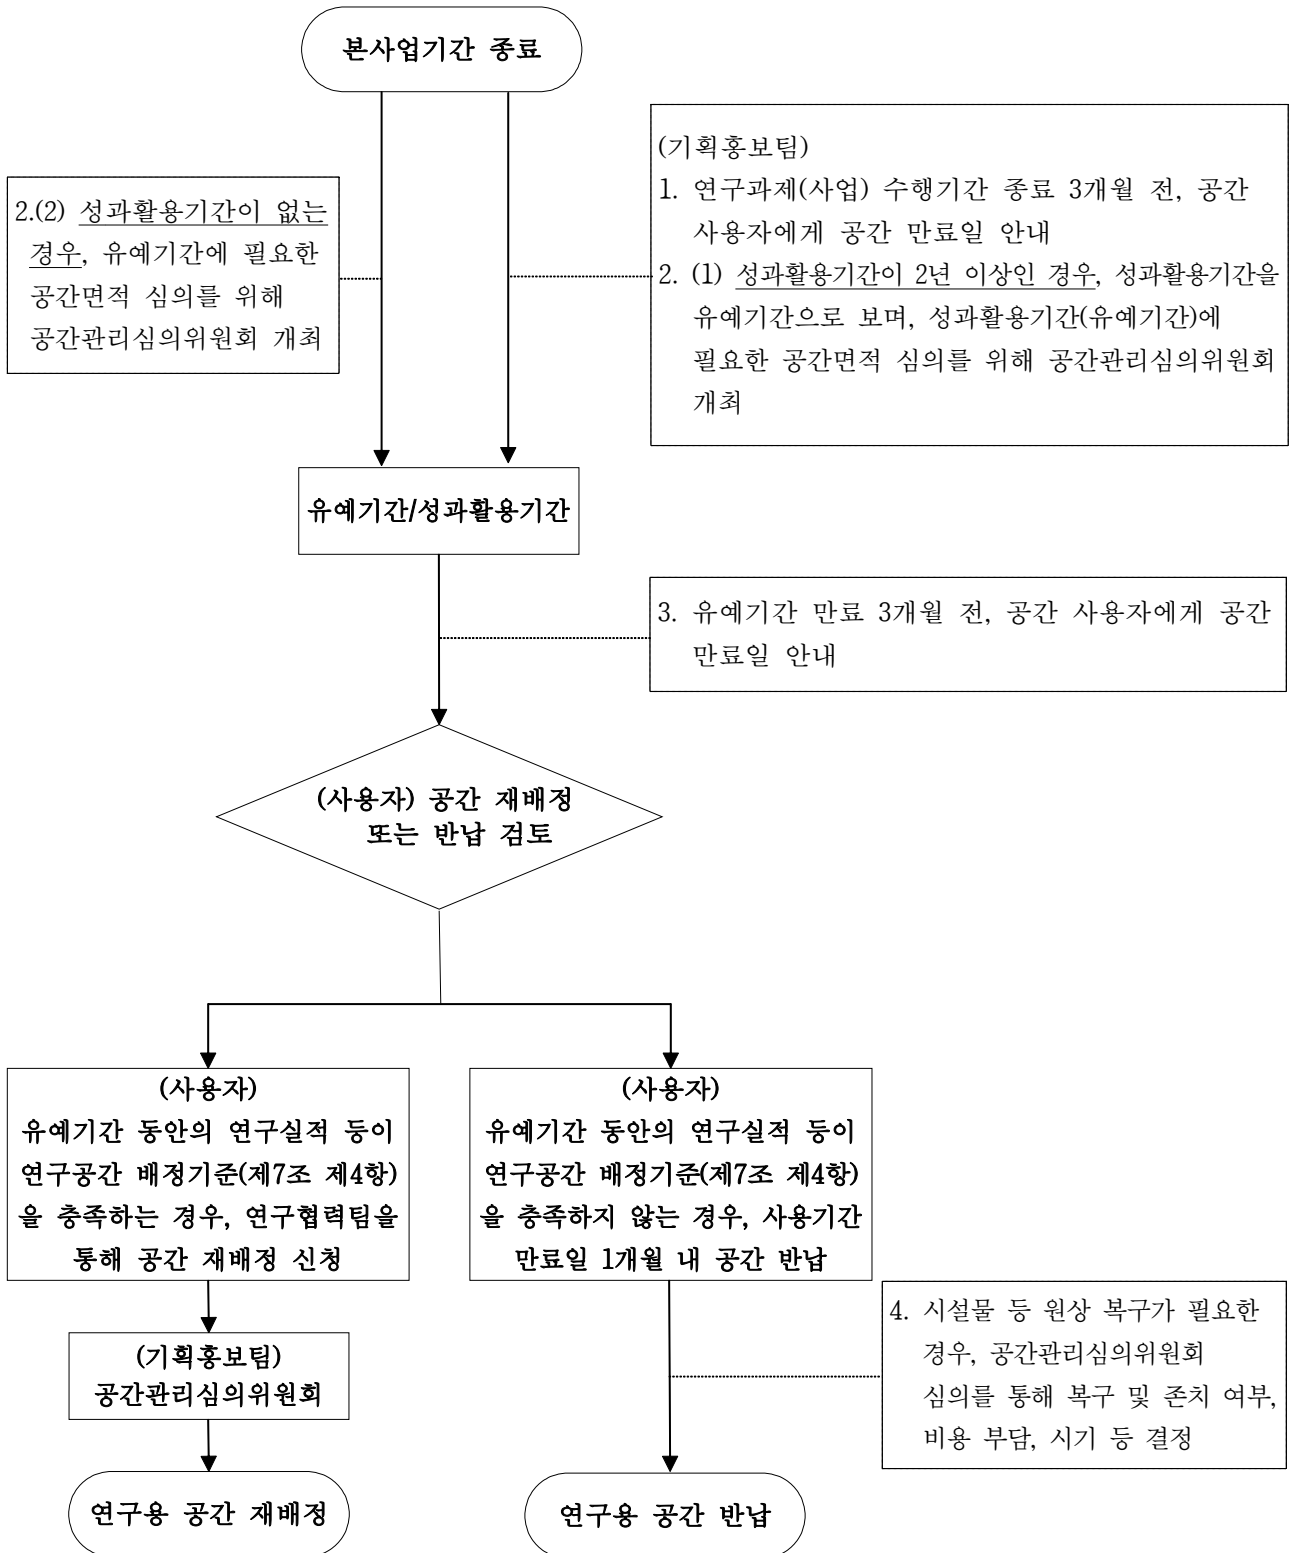 본사업기간 종료
(기획홍보팀)
1. 연구과제(사업) 수행기간 종료 3개월 전, 공간
사용자에게 공간 만료일 안내
2. (1) 성과활용기간이 2년 이상인 경우, 성과활용기간을
유예기간으로 보며, 성과활용기간(유예기간)에
필요한 공간면적 심의를 위해 공간관리심의위원회
개최
2.(2) 성과활용기간이 없는
경우, 유예기간에 필요한
공간면적 심의를 위해
공간관리심의위원회 개최
유예기간/성과활용기간
3. 유예기간 만료 3개월 전, 공간 사용자에게 공간
만료일 안내
(사용자) 공간 재배정
또는 반납 검토
(사용자)
유예기간 동안의 연구실적 등이
연구공간 배정기준(제7조 제4항)
을 충족하는 경우, 연구협력팀을
통해 공간 재배정 신청
(사용자)
유예기간 동안의 연구실적 등이
연구공간 배정기준(제7조 제4항)
을 충족하지 않는 경우, 사용기간
만료일 1개월 내 공간 반납
4. 시설물 등 원상 복구가 필요한
경우, 공간관리심의위원회
심의를 통해 복구 및 존치 여부,
비용 부담, 시기 등 결정
(기획홍보팀)
공간관리심의위원회
연구용 공간 재배정
연구용 공간 반납